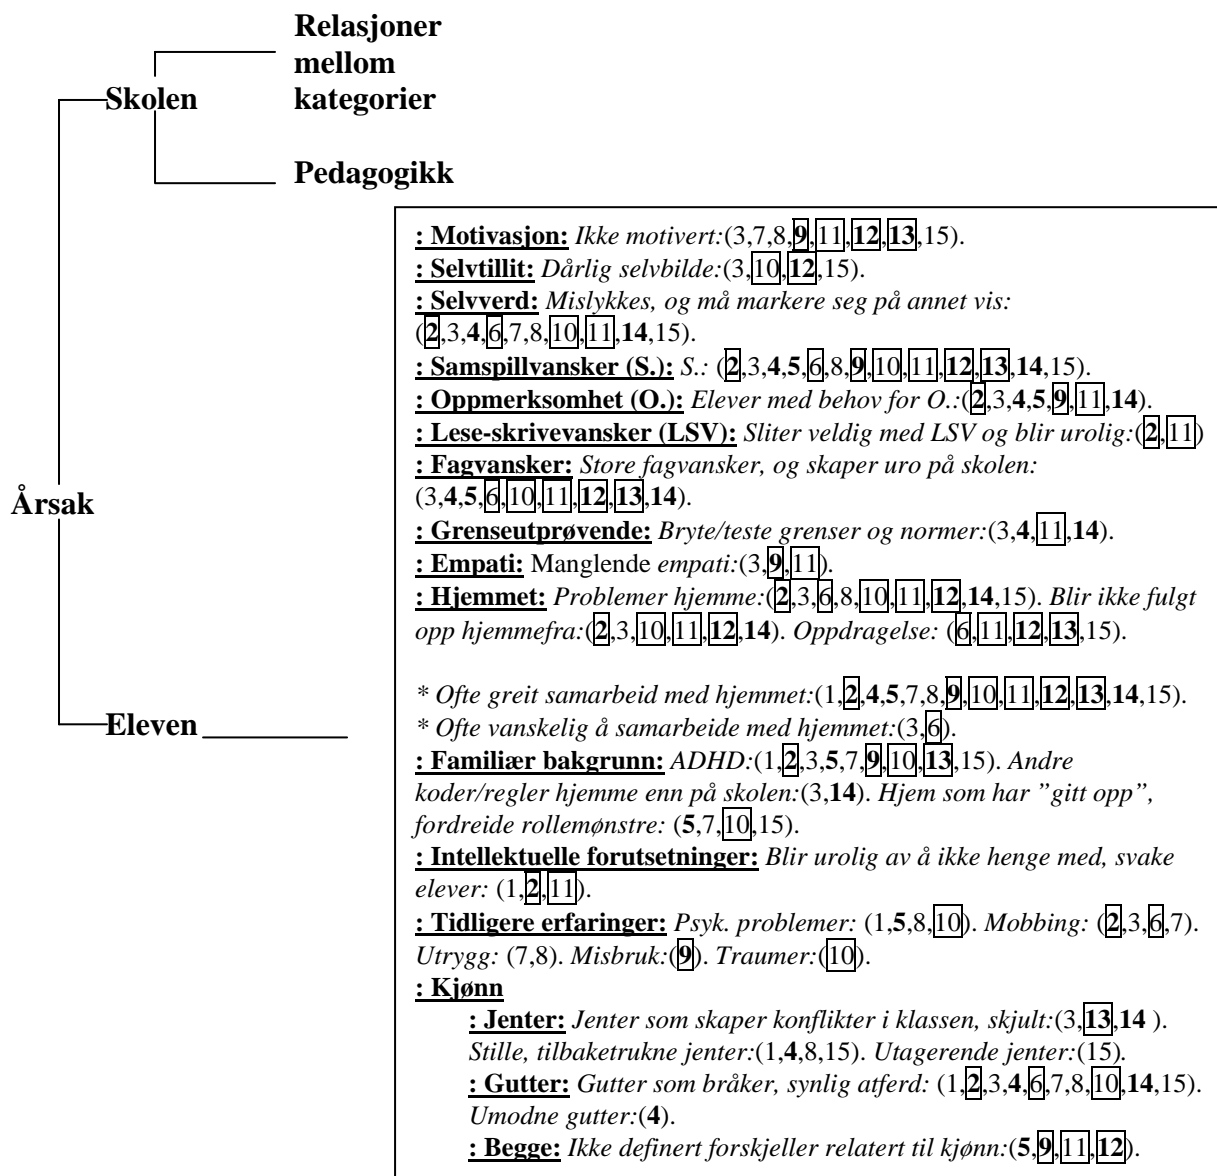 Relasjoner
mellom
kategorier
Skolen
Pedagogikk
: Motivasjon: Ikke motivert:(3,7,8,9,11,12,13,15).
: Selvtillit: Dårlig selvbilde:(3,10,12,15).
: Selvverd: Mislykkes, og må markere seg på annet vis:
(2,3,4,6,7,8,10,11,14,15).
: Samspillvansker (S.): S.: (2,3,4,5,6,8,9,10,11,12,13,14,15).
: Oppmerksomhet (O.): Elever med behov for O.:(2,3,4,5,9,11,14).
: Lese-skrivevansker (LSV): Sliter veldig med LSV og blir urolig:(2,11)
: Fagvansker: Store fagvansker, og skaper uro på skolen:
(3,4,5,6,10,11,12,13,14).
Årsak
: Grenseutprøvende: Bryte/teste grenser og normer:(3,4,11,14).
: Empati: Manglende empati:(3,9,11).
: Hjemmet: Problemer hjemme:(2,3,6,8,10,11,12,14,15). Blir ikke fulgt
opp hjemmefra:(2,3,10,11,12,14). Oppdragelse: (6,11,12,13,15).
* Ofte greit samarbeid med hjemmet:(1,2,4,5,7,8,9,10,11,12,13,14,15).
Eleven
* Ofte vanskelig å samarbeide med hjemmet:(3,6).
: Familiær bakgrunn: ADHD:(1,2,3,5,7,9,10,13,15). Andre
koder/regler hjemme enn på skolen:(3,14). Hjem som har ”gitt opp”,
fordreide rollemønstre: (5,7,10,15).
: Intellektuelle forutsetninger: Blir urolig av å ikke henge med, svake
elever: (1,2,11).
: Tidligere erfaringer: Psyk. problemer: (1,5,8,10). Mobbing: (2,3,6,7).
Utrygg: (7,8). Misbruk:(9). Traumer:(10).
: Kjønn
: Jenter: Jenter som skaper konflikter i klassen, skjult:(3,13,14 ).
Stille, tilbaketrukne jenter:(1,4,8,15). Utagerende jenter:(15).
: Gutter: Gutter som bråker, synlig atferd: (1,2,3,4,6,7,8,10,14,15).
Umodne gutter:(4).
: Begge: Ikke definert forskjeller relatert til kjønn:(5,9,11,12).